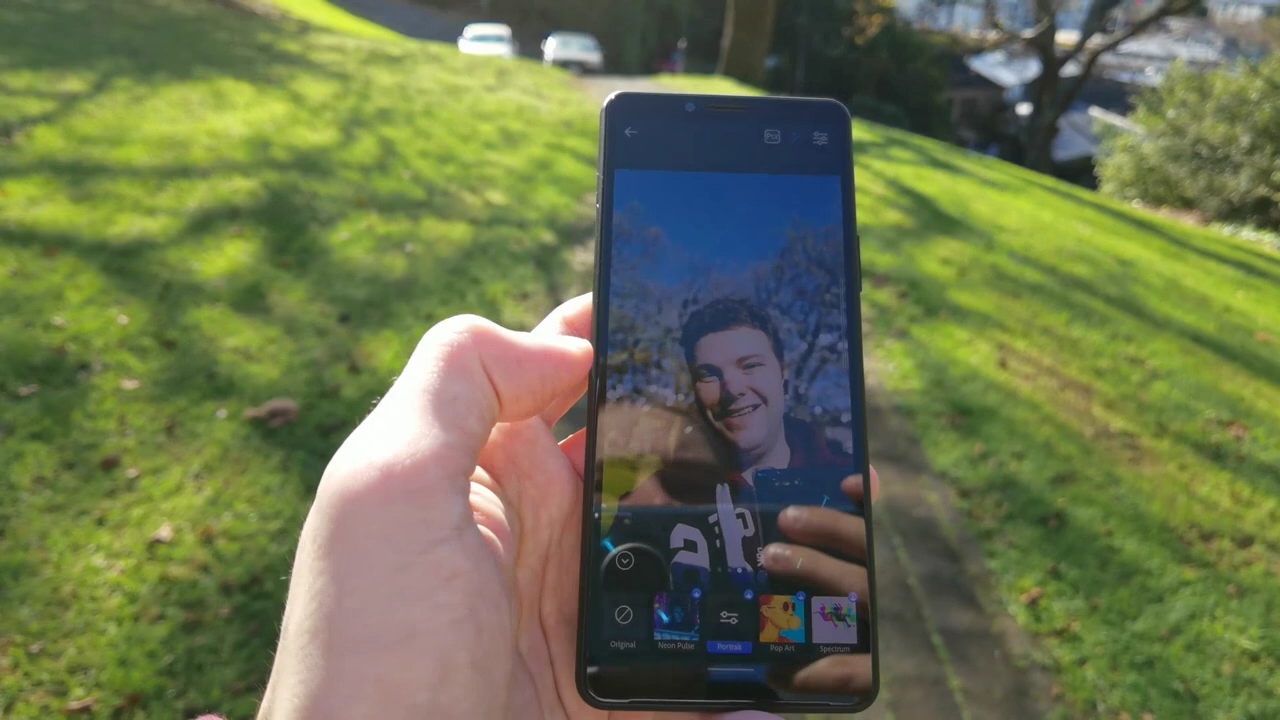 Original
Neon Pulse
Portrait
Pop Art
Spectrum